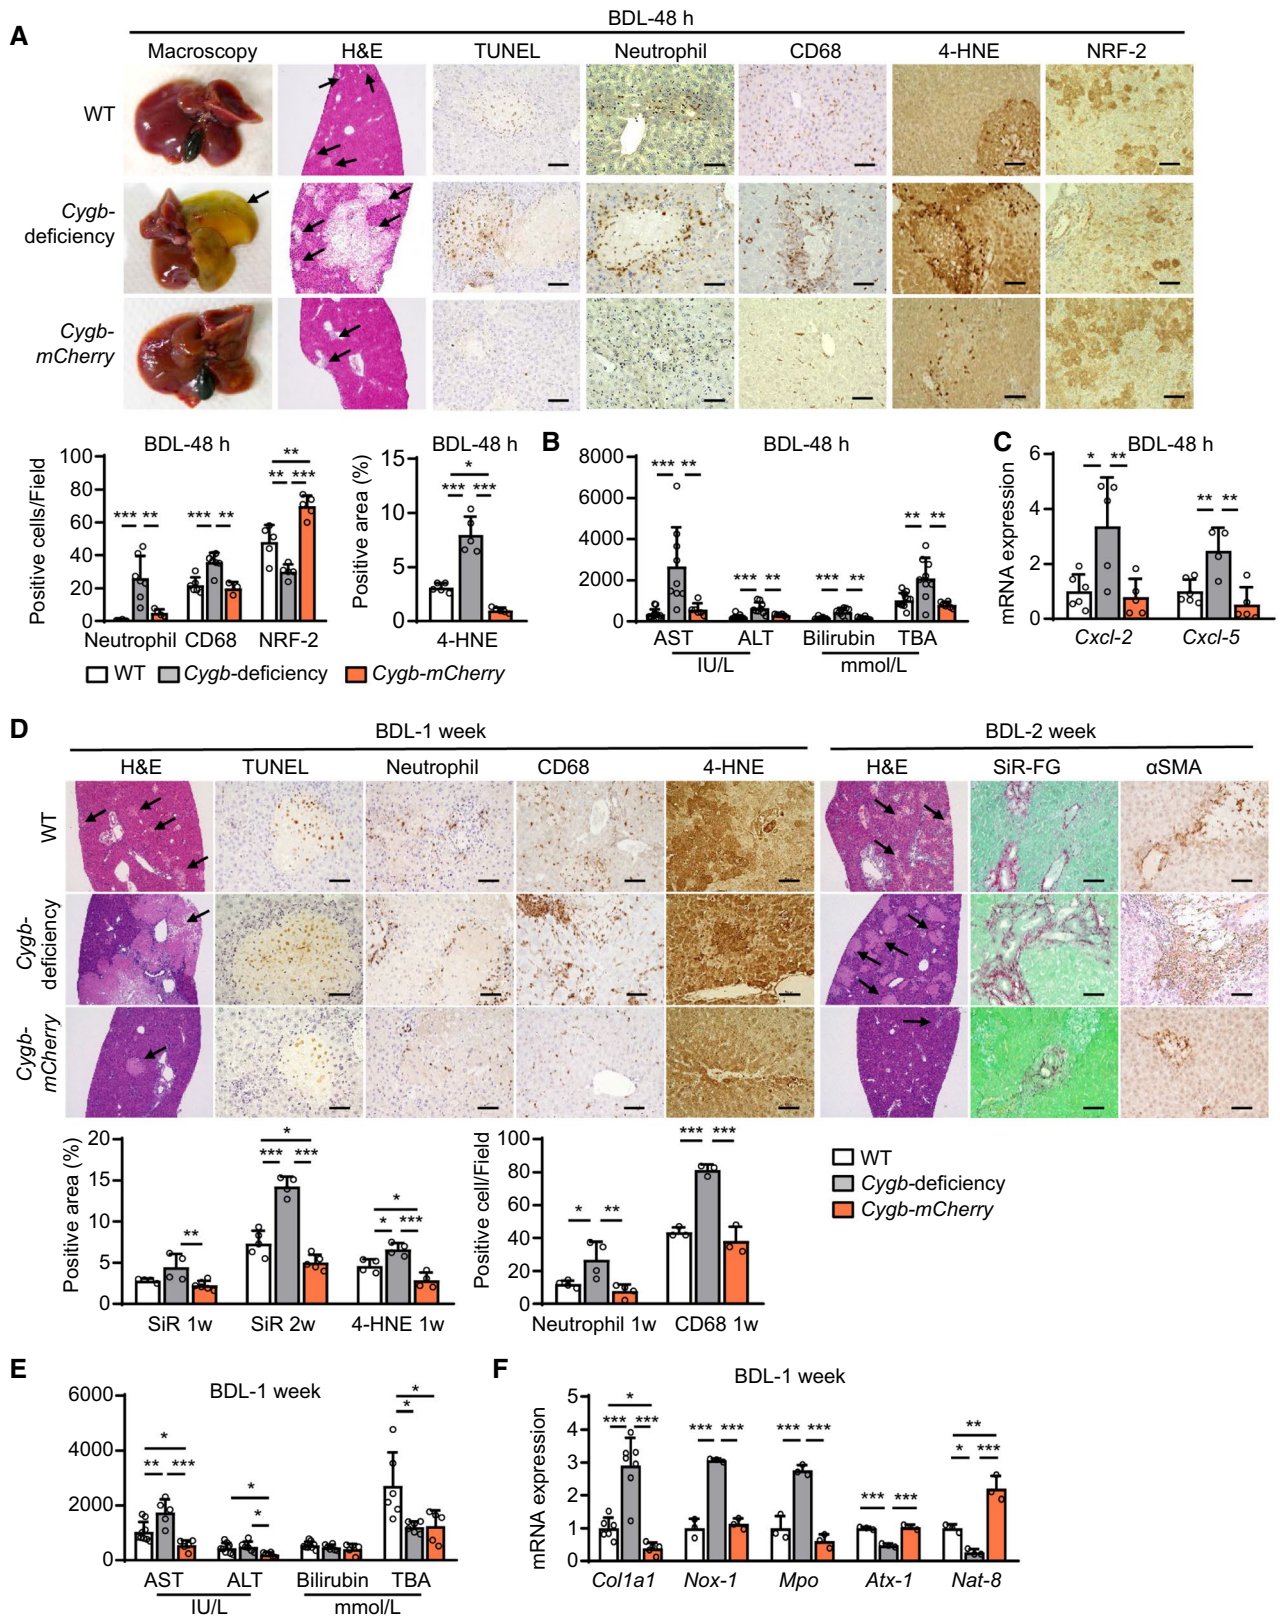 A
BDL-48 h
Macroscopy H&E TUNEL Neutrophil CD68 4-HNE NRF-2
WT
Cygb-
deficiency
Cygb-
mCherry
BDL-48 h
Positive cells/Field
100
80
60
40
20
0
*** ** *** ** ** *** **
Neutrophil CD68 NRF-2
BDL-48 h
Positive area (%)
15
10
5
0
*
*** ***
4-HNE
WT Cygb-deficiency Cygb-mCherry
B
BDL-48 h
8000
6000
4000
2000
0
*** ** *** ** *** ** ** **
AST ALT Bilirubin TBA
IU/L mmol/L
C
BDL-48 h
mRNA expression
6
4
2
0
* ** ** **
Cxcl-2 Cxcl-5
D
BDL-1 week BDL-2 week
H&E TUNEL Neutrophil CD68 4-HNE H&E SiR-FG αSMA
WT
Cygb-
deficiency
Cygb-
mCherry
Positive area (%)
20
15
10
5
0
** * *** *** * * ***
SiR 1w SiR 2w 4-HNE 1w
Positive cell/Field
100
80
60
40
20
0
* ** *** ***
Neutrophil 1w CD68 1w
WT
Cygb-deficiency
Cygb-mCherry
E
BDL-1 week
6000
4000
2000
0
* ** *** * * * *
AST ALT Bilirubin TBA
IU/L mmol/L
F
BDL-1 week
mRNA expression
5
4
3
2
1
0
* *** *** *** *** *** *** *** *** ** * ***
Col1a1 Nox-1 Mpo Atx-1 Nat-8